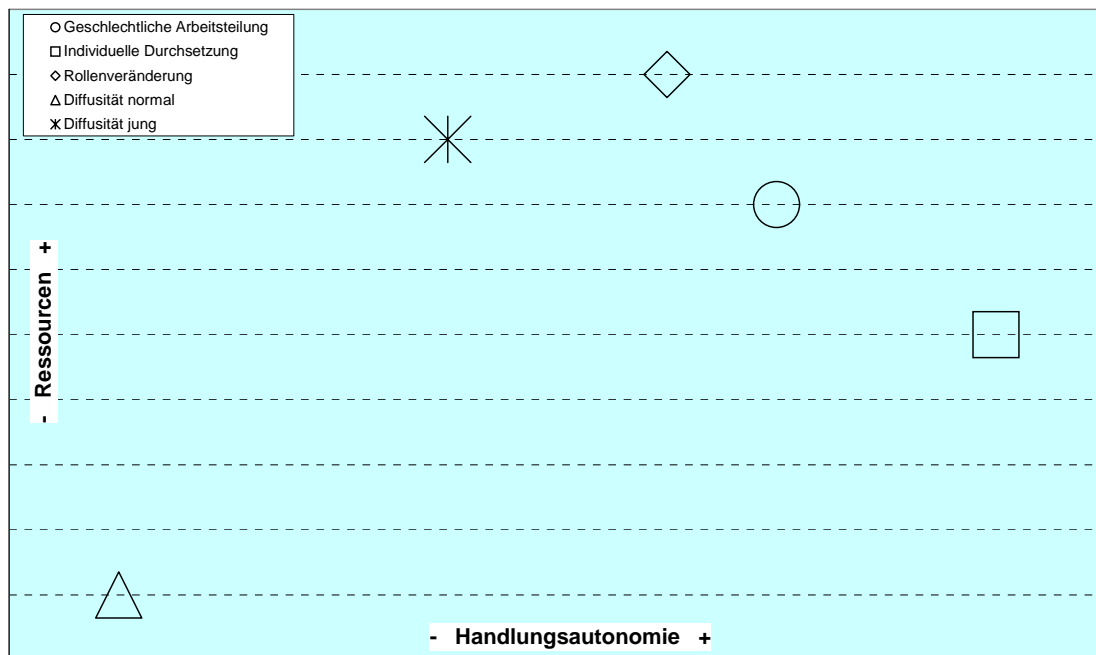 Geschlechtliche Arbeitsteilung
Individuelle Durchsetzung
Rollenveränderung
Diffusität normal
Diffusität jung
- Ressourcen +
- Handlungsautonomie +